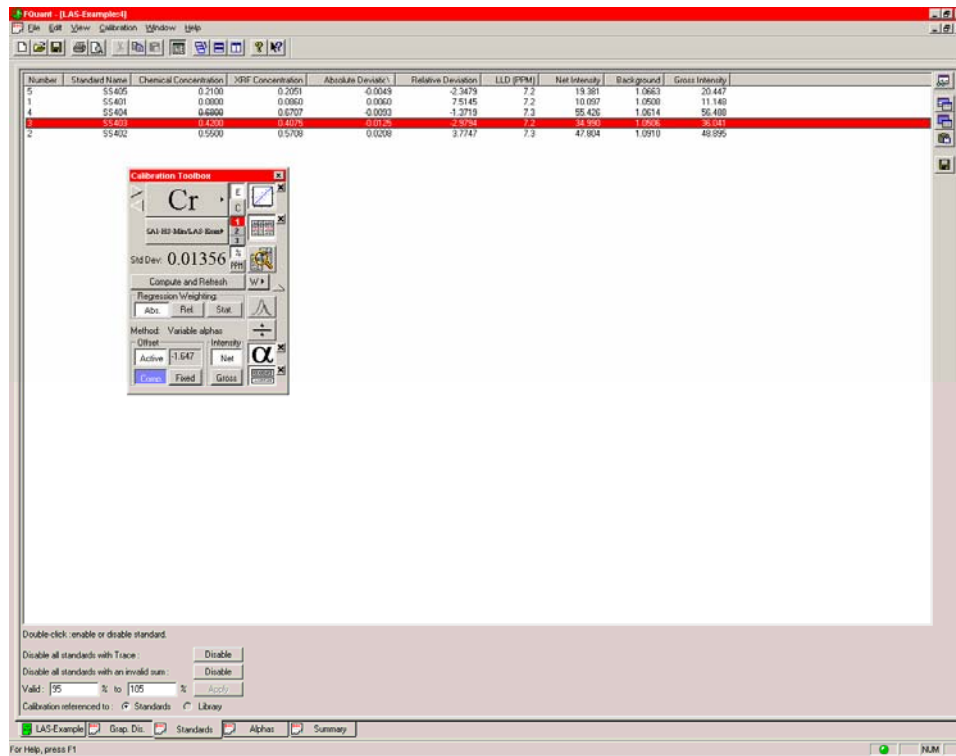 FQuant - [LAS-Example:4]
File Edit View Calibration Window Help
Number Standard Name Chemical Concentration XRF Concentration Absolute Deviatic\ Relative Deviation LLD (PPM) Net Intensity Background Gross Intensity
5 SS405 0.2100 0.2051 -0.0049 -2.3479 7.2 19.381 1.0663 20.447
1 SS401 0.0800 0.0860 0.0060 7.5145 7.2 10.097 1.0508 11.148
4 SS404 0.6800 0.6707 -0.0093 -1.3719 7.3 55.426 1.0614 56.488
3 SS403 0.4200 0.4075 -0.0125 -2.9794 7.2 34.990 1.0506 36.041
2 SS402 0.5500 0.5708 0.0208 3.7747 7.3 47.804 1.0910 48.895
Calibration Toolbox
Cr
E
C
1
2
3
SA1-HS-Min/LAS-Exam
Std Dev: 0.01356
%
PPM
Compute and Refresh W
Regression Weighting:
Abs. Rel. Stat.
Method: Variable alphas
Offset Intensity
Active -1.647 Net
α
Comp. Fixed Gross
Double-click :enable or disable standard.
Disable all standards with Trace : Disable
Disable all standards with an invalid sum : Disable
Valid : 95 % to 105 % Apply
Calibration referenced to : Standards Library
LAS-Example Grap. Dis. Standards Alphas Summary
For Help, press F1 NUM